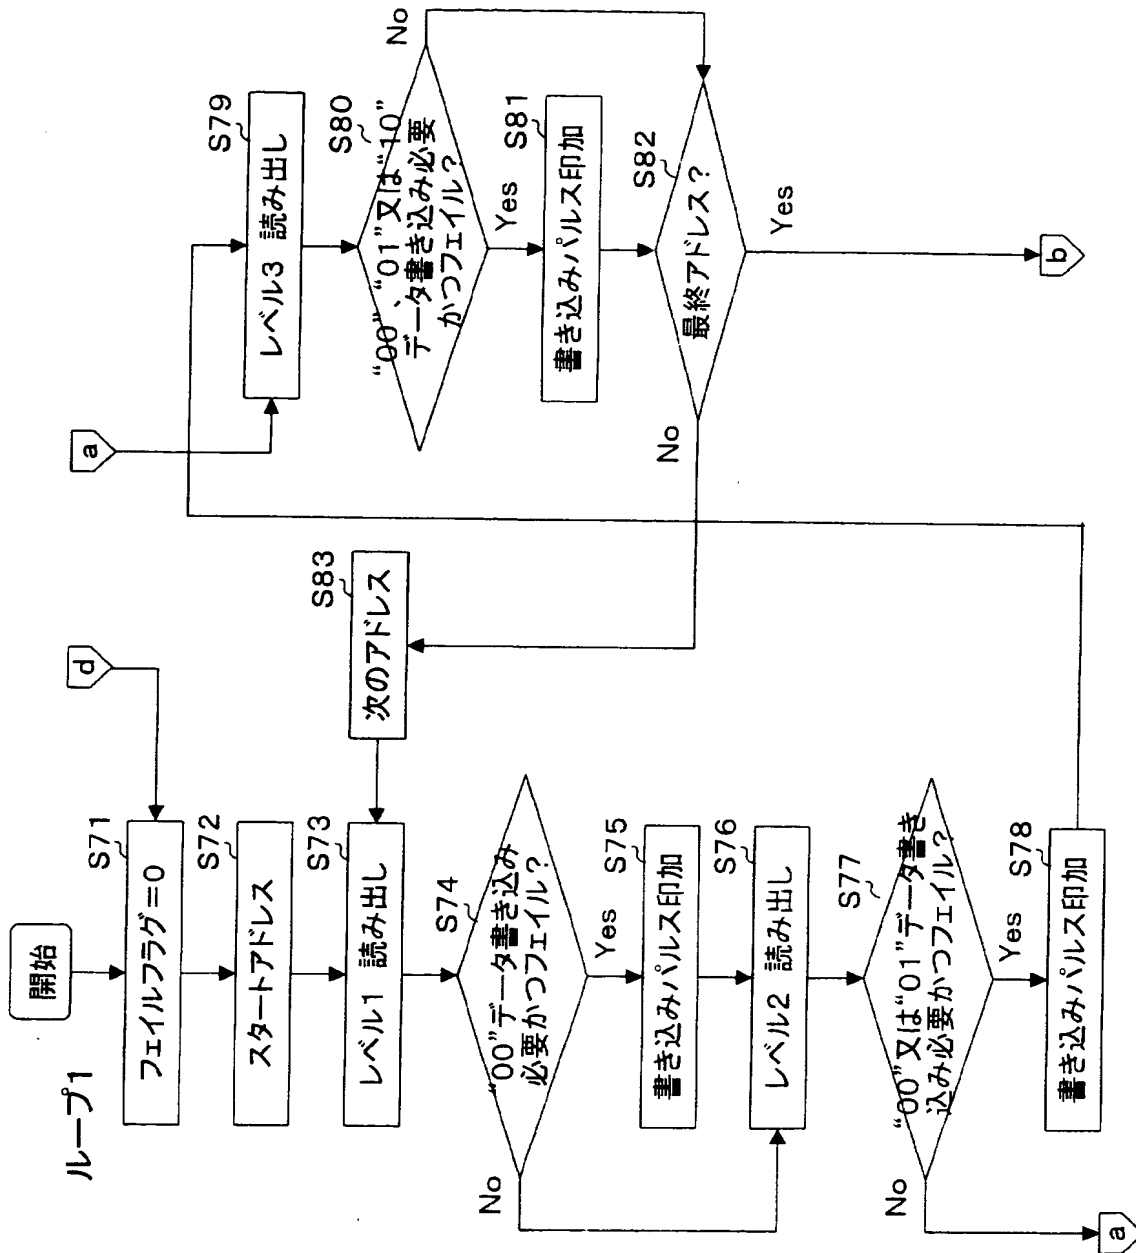 ループ1
開始
d
S71
フェイルフラグ=0
S72
スタートアドレス
S73
レベル1 読み出し
S83
次のアドレス
S74
“00”データ書き込み
必要かつフェイル?
Yes
No
S75
書き込みパルス印加
S76
レベル2 読み出し
S77
“00”又は“01”データ書き
込み必要かつフェイル?
Yes
No
S78
書き込みパルス印加
a
a
S79
レベル3 読み出し
S80
“00”、“01”又は“10”
データ書き込み必要
かつフェイル?
No
Yes
S81
書き込みパルス印加
S82
最終アドレス?
No
Yes
b